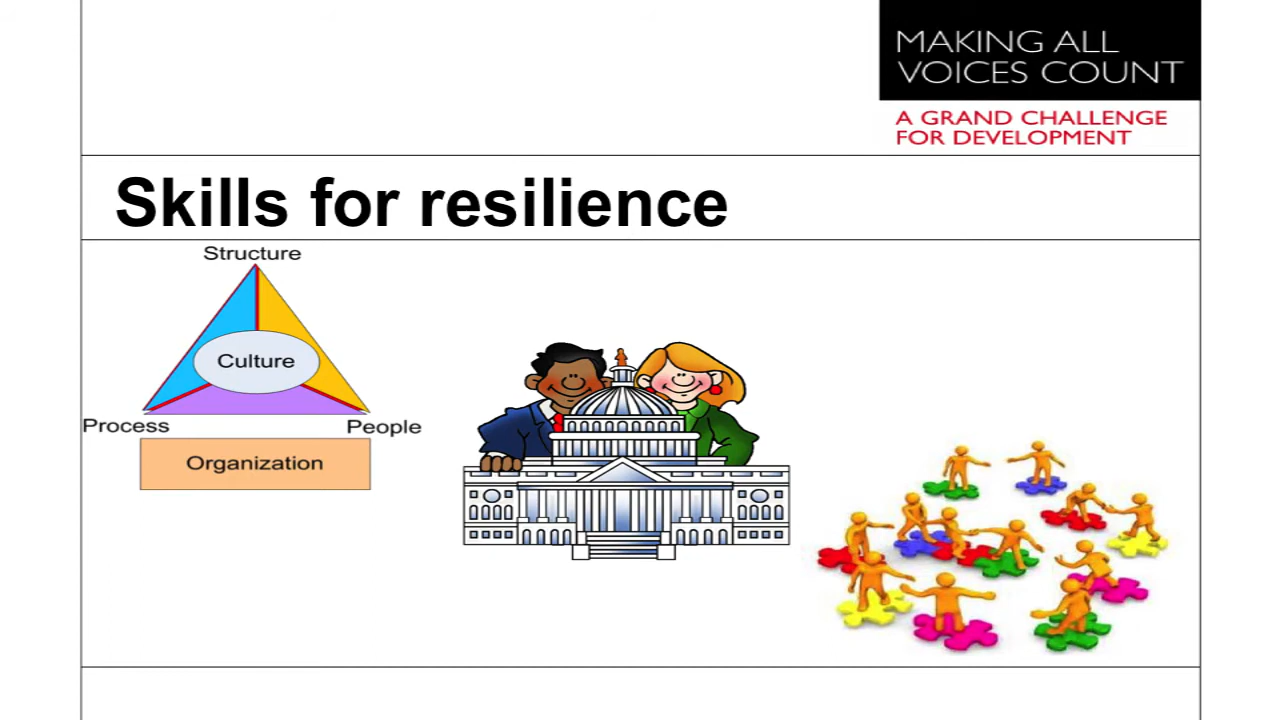 MAKING ALL
VOICES COUNT
A GRAND CHALLENGE
FOR DEVELOPMENT
Skills for resilience
Structure
Culture
Process
People
Organization